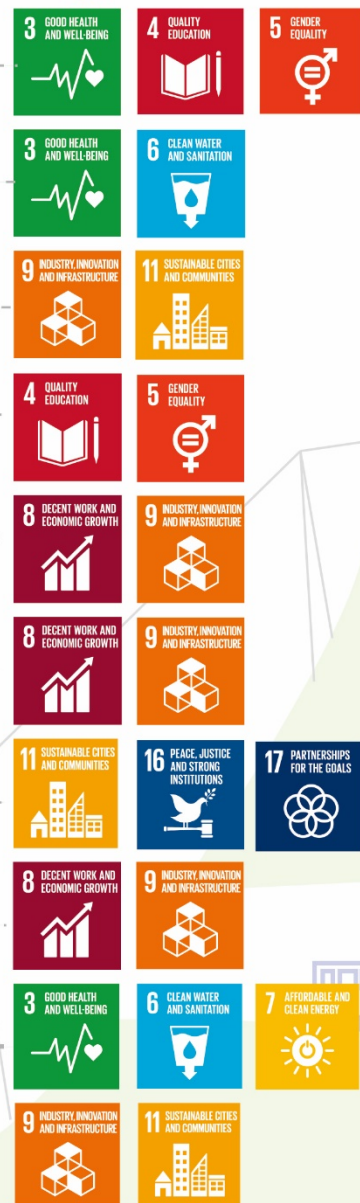 3 GOOD HEALTH
AND WELL-BEING
4 QUALITY
EDUCATION
5 GENDER
EQUALITY
3 GOOD HEALTH
AND WELL-BEING
6 CLEAN WATER
AND SANITATION
9 INDUSTRY, INNOVATION
AND INFRASTRUCTURE
11 SUSTAINABLE CITIES
AND COMMUNITIES
4 QUALITY
EDUCATION
5 GENDER
EQUALITY
8 DECENT WORK AND
ECONOMIC GROWTH
9 INDUSTRY, INNOVATION
AND INFRASTRUCTURE
8 DECENT WORK AND
ECONOMIC GROWTH
9 INDUSTRY, INNOVATION
AND INFRASTRUCTURE
11 SUSTAINABLE CITIES
AND COMMUNITIES
16 PEACE, JUSTICE
AND STRONG
INSTITUTIONS
17 PARTNERSHIPS
FOR THE GOALS
8 DECENT WORK AND
ECONOMIC GROWTH
9 INDUSTRY, INNOVATION
AND INFRASTRUCTURE
3 GOOD HEALTH
AND WELL-BEING
6 CLEAN WATER
AND SANITATION
7 AFFORDABLE AND
CLEAN ENERGY
9 INDUSTRY, INNOVATION
AND INFRASTRUCTURE
11 SUSTAINABLE CITIES
AND COMMUNITIES